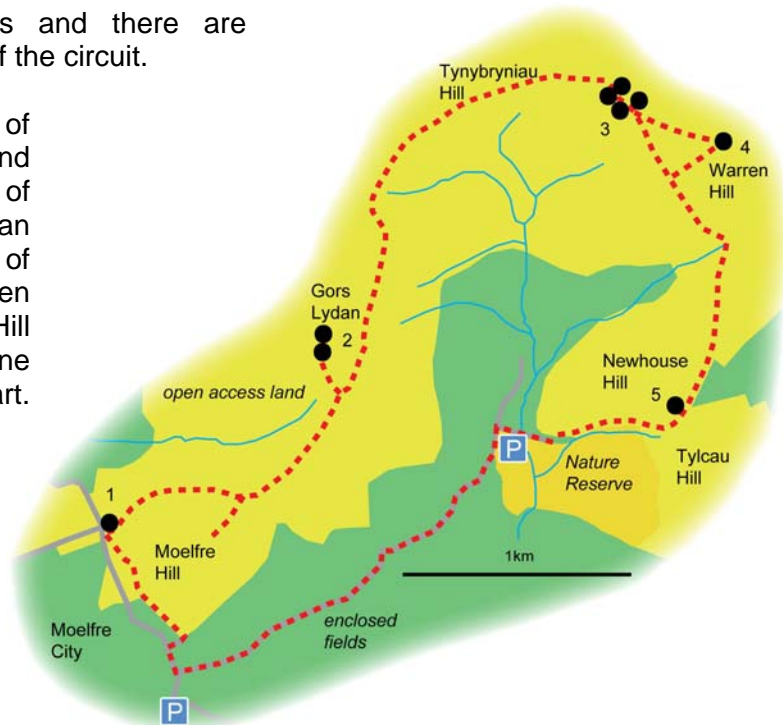 s and there are
f the circuit.
of
nd
of
an
of
en
Hill
ne
art.
Tynybryniau
Hill
3
4
Warren
Hill
Gors
Lydan
2
open access land
Newhouse
Hill
5
P
Nature
Reserve
Tylcau
Hill
1
Moelfre
Hill
1km
Moelfre
City
enclosed
fields
P